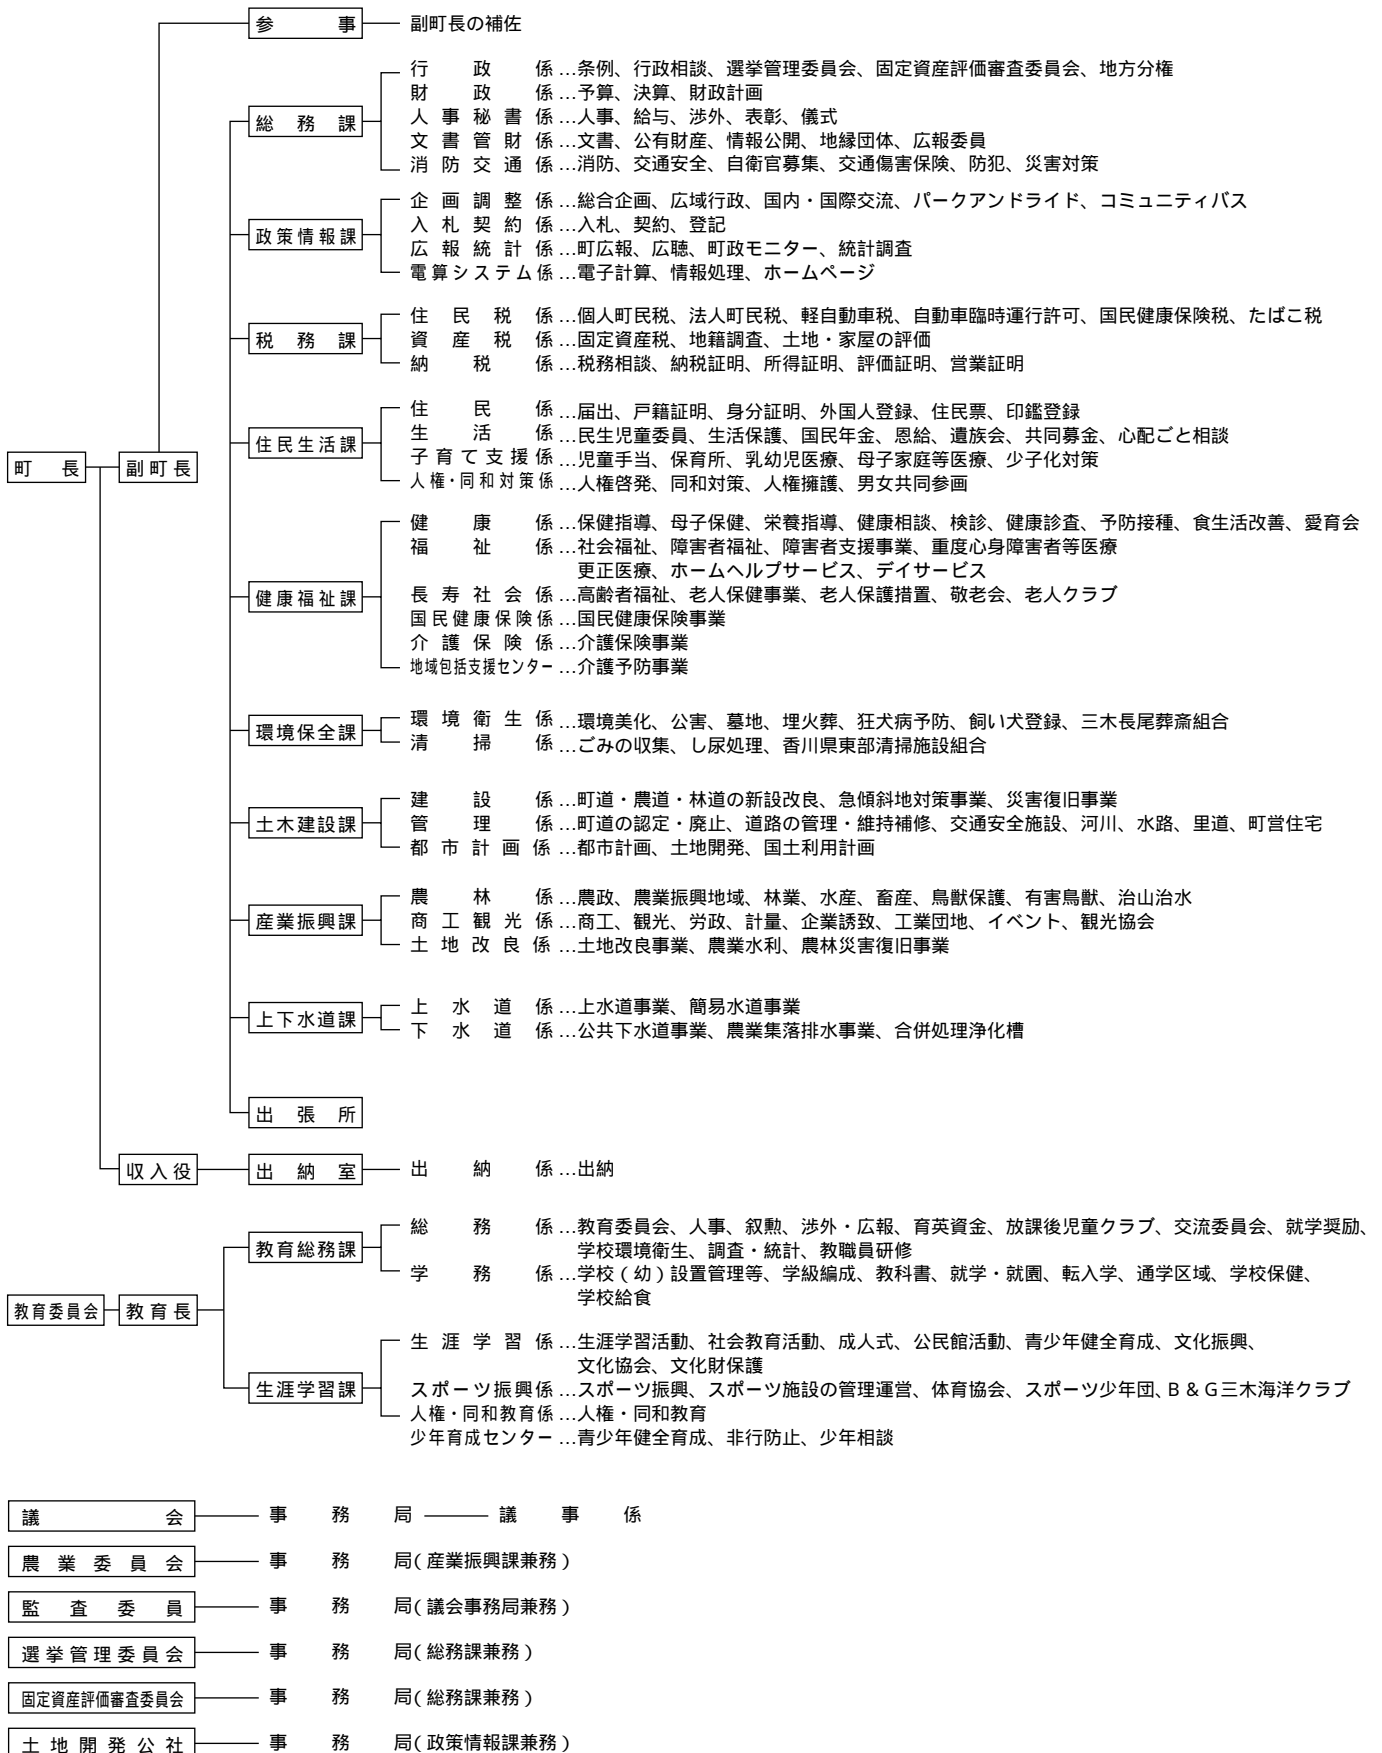 参事 副町長の補佐
行政係…条例、行政相談、選挙管理委員会、固定資産評価審査委員会、地方分権
財政係…予算、決算、財政計画
総務課 人事秘書係…人事、給与、渉外、表彰、儀式
文書管財係…文書、公有財産、情報公開、地縁団体、広報委員
消防交通係…消防、交通安全、自衛官募集、交通傷害保険、防犯、災害対策
企画調整係…総合企画、広域行政、国内・国際交流、パークアンドライド、コミュニティバス
入札契約係…入札、契約、登記
政策情報課
広報統計係…町広報、広聴、町政モニター、統計調査
電算システム係…電子計算、情報処理、ホームページ
住民税係…個人町民税、法人町民税、軽自動車税、自動車臨時運行許可、国民健康保険税、たばこ税
税務課 資産税係…固定資産税、地籍調査、土地・家屋の評価
納税係…税務相談、納税証明、所得証明、評価証明、営業証明
住民係…届出、戸籍証明、身分証明、外国人登録、住民票、印鑑登録
生活係…民生児童委員、生活保護、国民年金、恩給、遺族会、共同募金、心配ごと相談
住民生活課
子育て支援係…児童手当、保育所、乳幼児医療、母子家庭等医療、少子化対策
町長 副町長
人権・同和対策係…人権啓発、同和対策、人権擁護、男女共同参画
健康係…保健指導、母子保健、栄養指導、健康相談、検診、健康診査、予防接種、食生活改善、愛育会
福祉係…社会福祉、障害者福祉、障害者支援事業、重度心身障害者等医療
更正医療、ホームヘルプサービス、デイサービス
健康福祉課 長寿社会係…高齢者福祉、老人保健事業、老人保護措置、敬老会、老人クラブ
国民健康保険係…国民健康保険事業
介護保険係…介護保険事業
地域包括支援センター…介護予防事業
環境衛生係…環境美化、公害、墓地、埋火葬、狂犬病予防、飼い犬登録、三木長尾葬斎組合
環境保全課
清掃係…ごみの収集、し尿処理、香川県東部清掃施設組合
建設係…町道・農道・林道の新設改良、急傾斜地対策事業、災害復旧事業
土木建設課 管理係…町道の認定・廃止、道路の管理・維持補修、交通安全施設、河川、水路、里道、町営住宅
都市計画係…都市計画、土地開発、国土利用計画
農林係…農政、農業振興地域、林業、水産、畜産、鳥獣保護、有害鳥獣、治山治水
産業振興課 商工観光係…商工、観光、労政、計量、企業誘致、工業団地、イベント、観光協会
土地改良係…土地改良事業、農業水利、農林災害復旧事業
上水道係…上水道事業、簡易水道事業
上下水道課
下水道係…公共下水道事業、農業集落排水事業、合併処理浄化槽
出張所
収入役 出納室 出納係…出納
総務係…教育委員会、人事、叙勲、渉外・広報、育英資金、放課後児童クラブ、交流委員会、就学奨励、
教育総務課 学校環境衛生、調査・統計、教職員研修
学務係…学校(幼)設置管理等、学級編成、教科書、就学・就園、転入学、通学区域、学校保健、
学校給食
教育委員会 教育長
生涯学習係…生涯学習活動、社会教育活動、成人式、公民館活動、青少年健全育成、文化振興、
文化協会、文化財保護
生涯学習課 スポーツ振興係…スポーツ振興、スポーツ施設の管理運営、体育協会、スポーツ少年団、B&G三木海洋クラブ
人権・同和教育係…人権・同和教育
少年育成センター…青少年健全育成、非行防止、少年相談
議会 事務局 議事係
農業委員会 事務局(産業振興課兼務)
監査委員 事務局(議会事務局兼務)
選挙管理委員会 事務局(総務課兼務)
固定資産評価審査委員会 事務局(総務課兼務)
土地開発公社 事務局(政策情報課兼務)